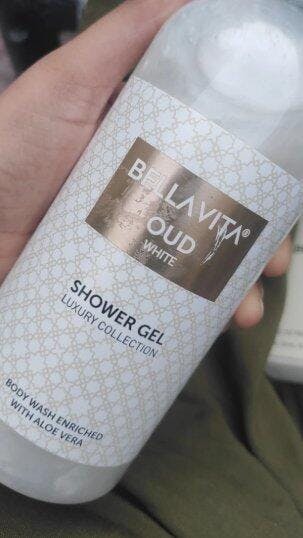 BELLAVITA®
OUD
WHITE
SHOWER GEL
LUXURY COLLECTION
BODY WASH ENRICHED
WITH ALOE VERA